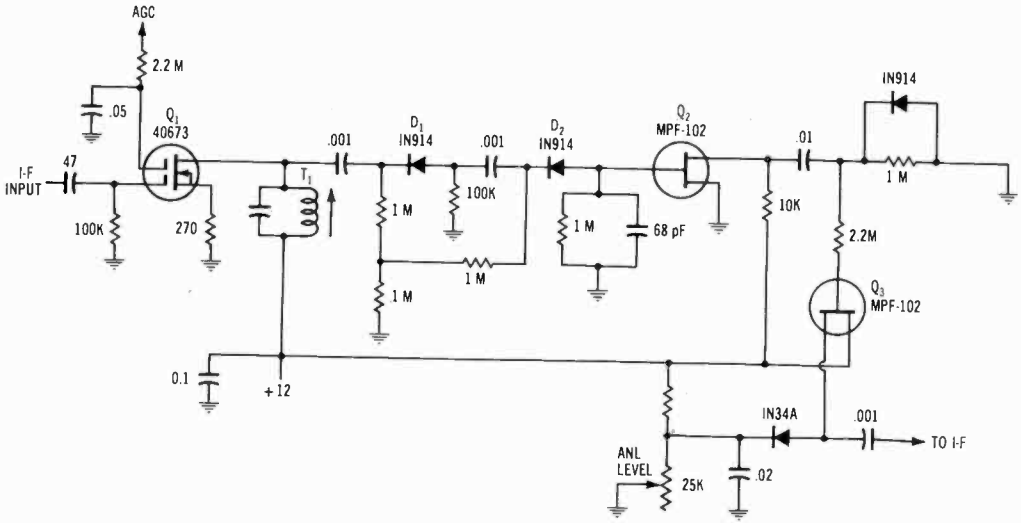 AGC
2.2 M
.05
Q1
40673
47
I-F
INPUT
100K
270
T1
.001
D1
IN914
.001
100K
1 M
1 M
.1 M
D2
IN914
1 M
68 pF
Q2
MPF-102
10K
.01
IN914
1 M
2.2M
Q3
MPF-102
0.1
+12
ANL
LEVEL
25K
.02
IN34A
.001
TO I-F